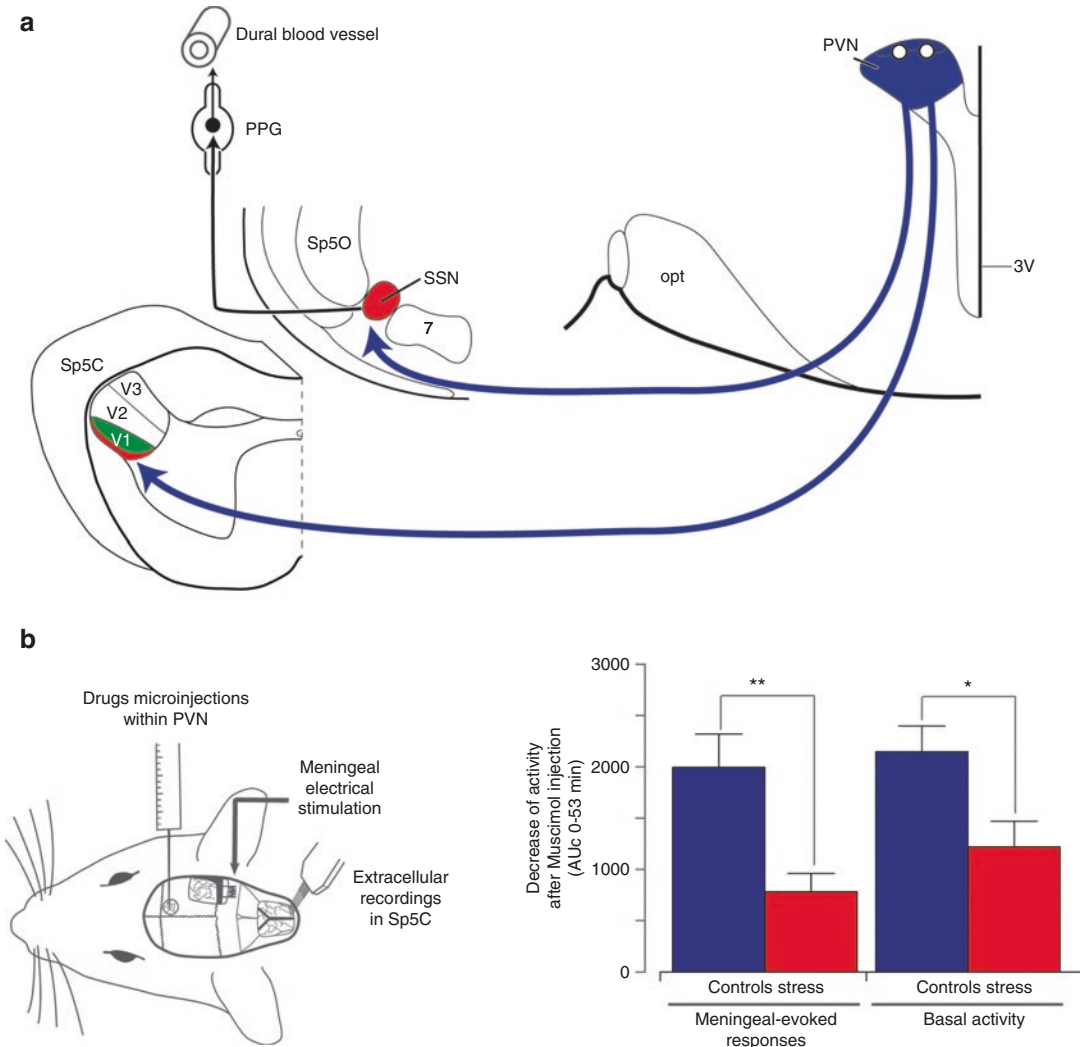 a
Dural blood vessel
PPG
PVN
Sp5O
SSN
7
opt
3V
Sp5C
V3
V2
V1
b
Drugs microinjections
within PVN
Meningeal
electrical
stimulation
Extracellular
recordings
in Sp5C
Decrease of activity
after Muscimol injection
(AUc 0-53 min)
3000
2000
1000
0
**
*
Controls stress
Controls stress
Meningeal-evoked
responses
Basal activity